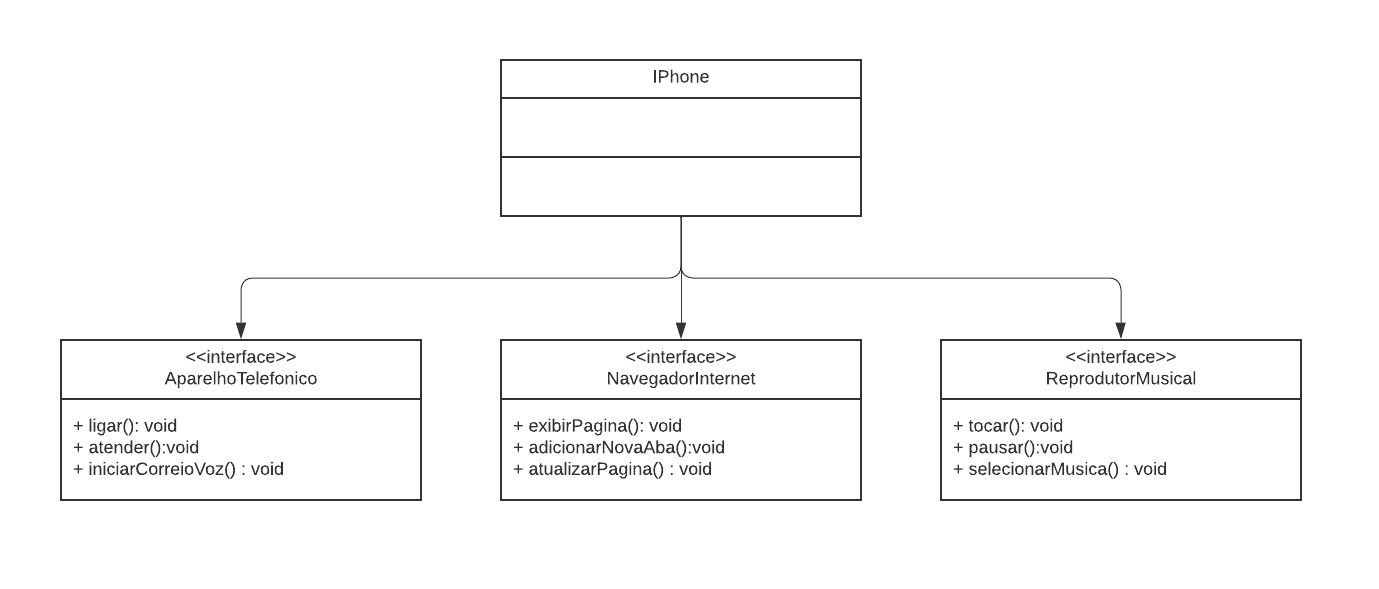 IPhone
<<interface>>
AparelhoTelefonico
+ ligar(): void
+ atender():void
+ iniciarCorreioVoz() : void
<<interface>>
NavegadorInternet
+ exibirPagina(): void
+ adicionarNovaAba():void
+ atualizarPagina() : void
<<interface>>
ReprodutorMusical
+ tocar(): void
+ pausar():void
+ selecionarMusica() : void